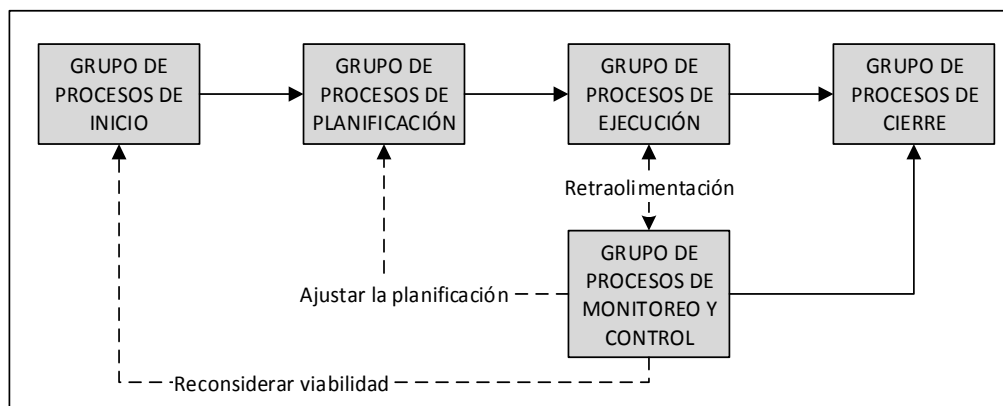 GRUPO DE
PROCESOS DE
INICIO
GRUPO DE
PROCESOS DE
PLANIFICACIÓN
GRUPO DE
PROCESOS DE
EJECUCIÓN
GRUPO DE
PROCESOS DE
CIERRE
Retraolimentación
GRUPO DE
PROCESOS DE
MONITOREO Y
CONTROL
Ajustar la planificación
Reconsiderar viabilidad